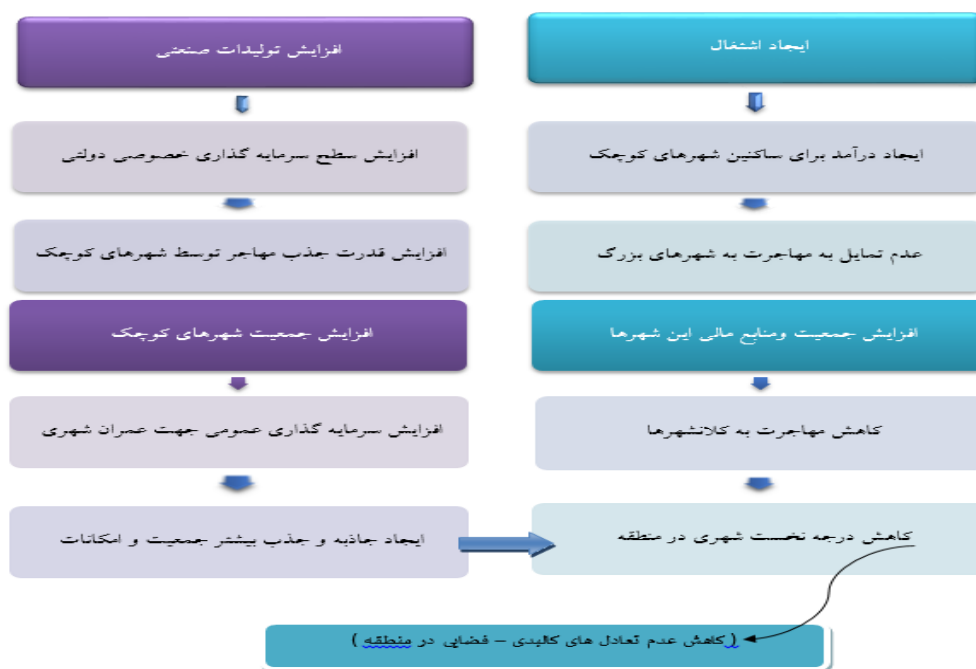 ایجاد اشتغال
ایجاد درآمد برای ساکنین شهرهای کوچک
عدم تمایل به مهاجرت به شهرهای بزرگ
افزایش جمعیت ومنابع مالی این شهرها
کاهش مهاجرت به کلانشهرها
کاهش درجه نخست شهری در منطقه
افزایش تولیدات صنعتی
افزایش سطح سرمایه گذاری خصوصی دولتی
افزایش قدرت جذب مهاجر توسط شهرهای کوچک
افزایش جمعیت شهرهای کوچک
افزایش سرمایه گذاری عمومی جهت عمران شهری
ایجاد جاذبه و جذب بیشتر جمعیت و امکانات
( کاهش عدم تعادل های کالبدی – فضایی در منطقه )